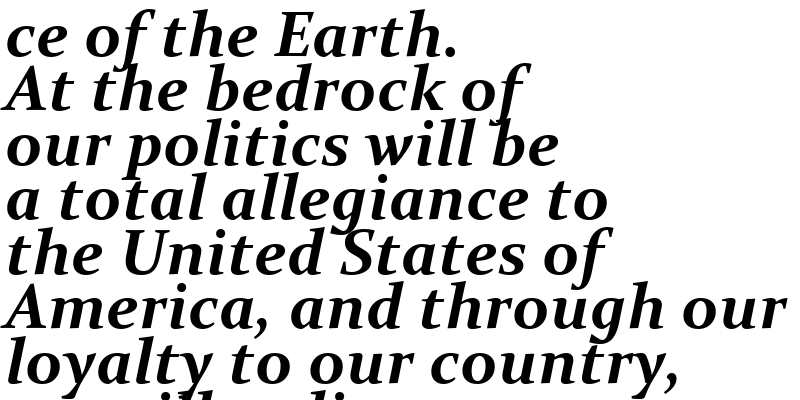 ce of the Earth.
At the bedrock of
our politics will be
a total allegiance to
the United States of
America, and through our
loyalty to our country,